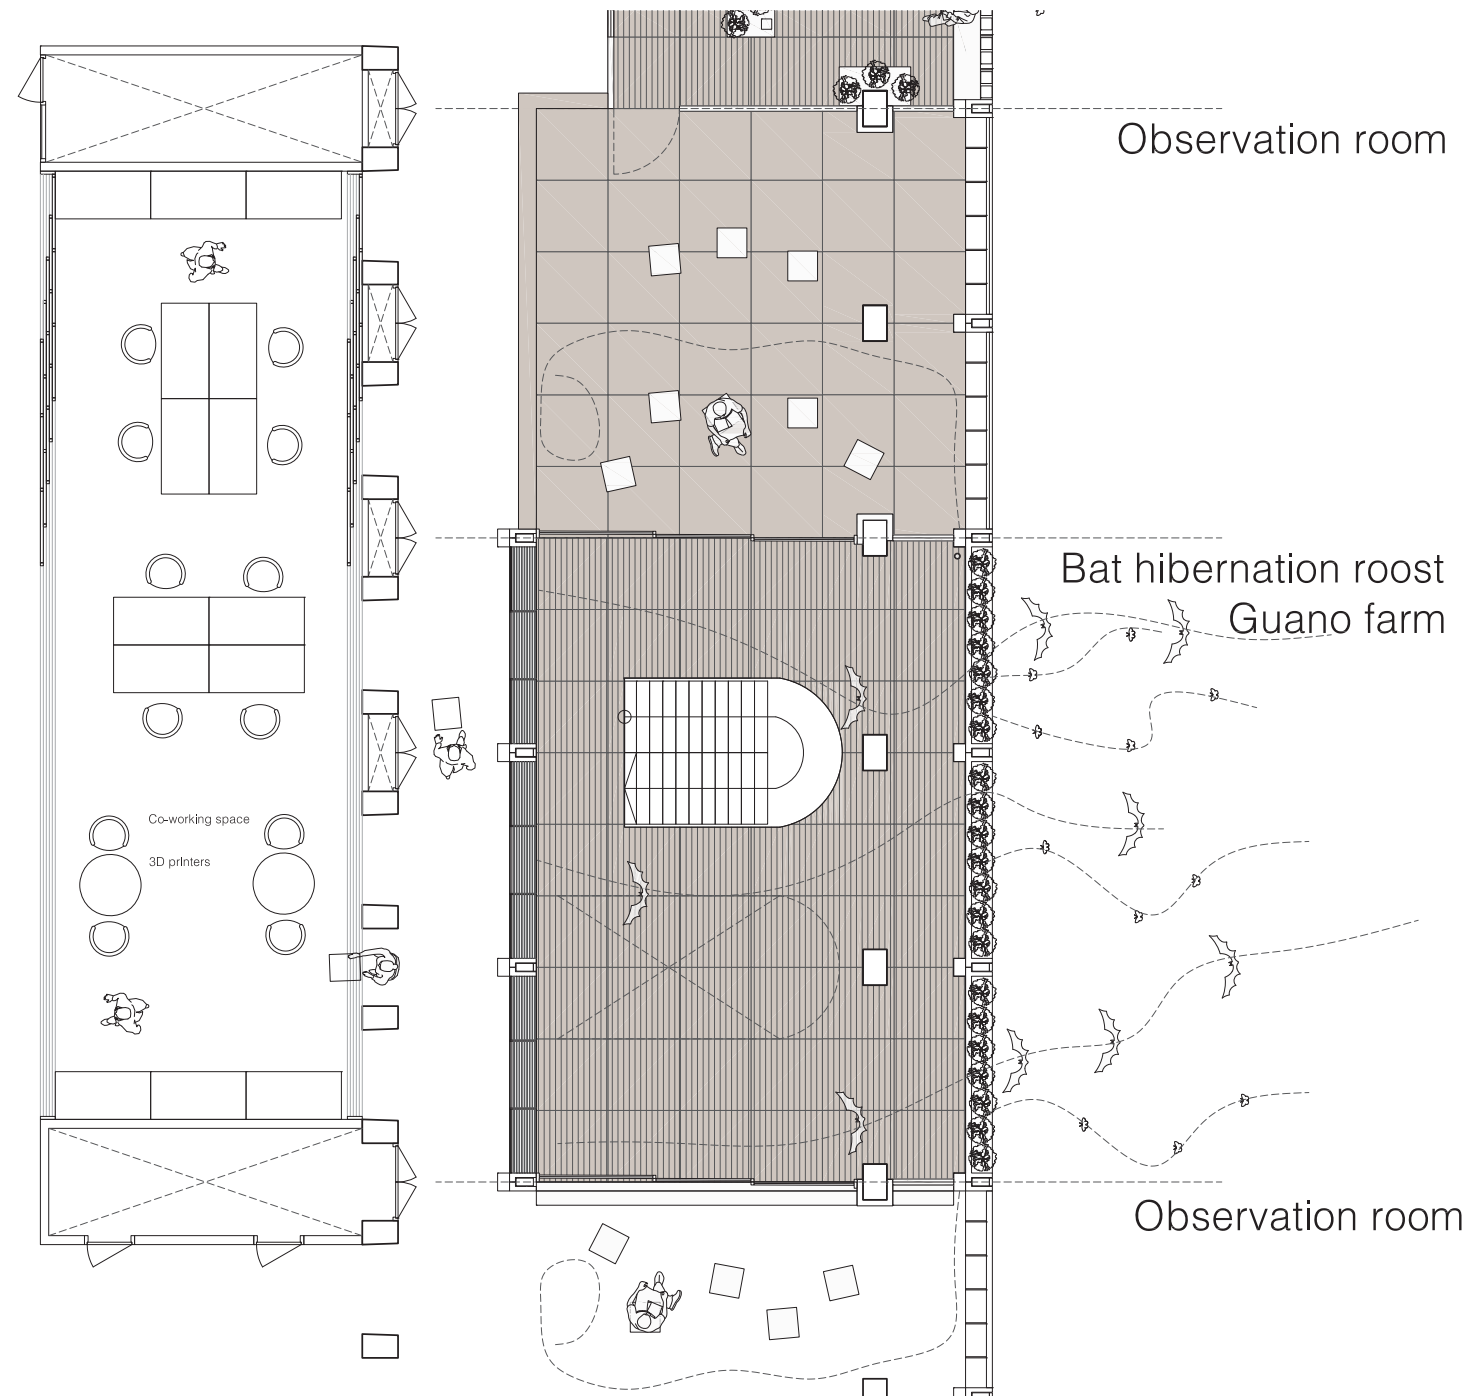 Observation room
Bat hibernation roost
Guano farm
Co-working space
3D printers
Observation room